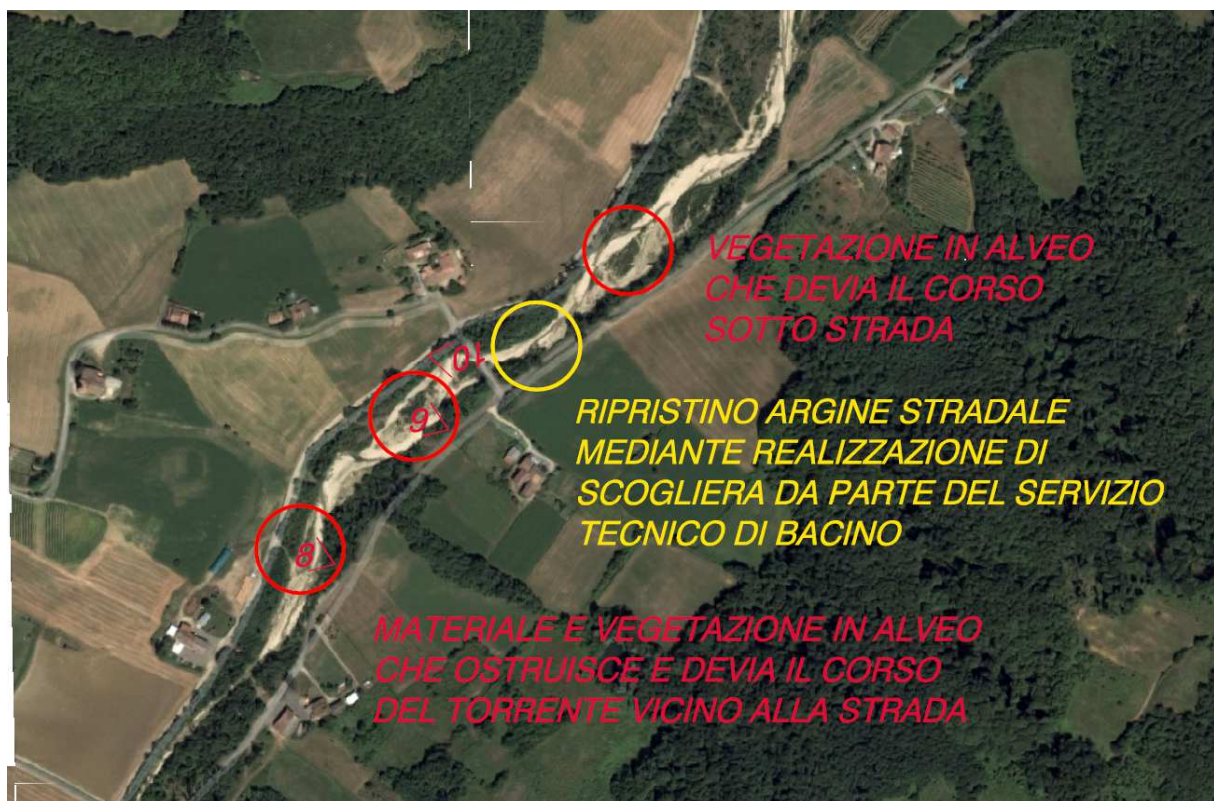 VEGETAZIONE IN ALVEO
CHE DEVIA IL CORSO
SOTTO STRADA
10
9
RIPRISTINO ARGINE STRADALE
MEDIANTE REALIZZAZIONE DI
SCOGLIERA DA PARTE DEL SERVIZIO
TECNICO DI BACINO
8
MATERIALE E VEGETAZIONE IN ALVEO
CHE OSTRUISCE E DEVIA IL CORSO
DEL TORRENTE VICINO ALLA STRADA